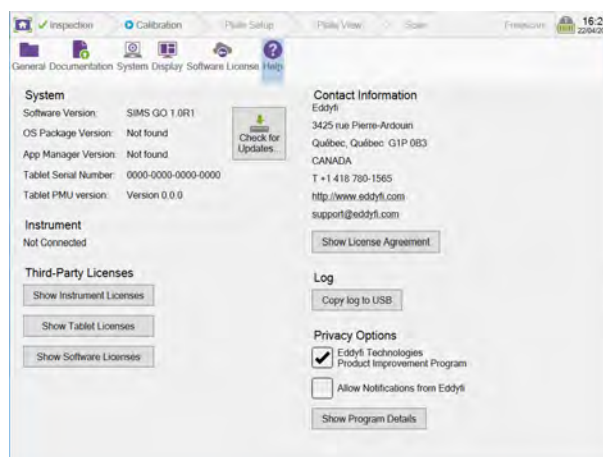 Inspection Calibration Plate Setup Plate View Scan Freemove 16:2
22/04/20
General Documentation System Display Software License Help
System
Software Version: SIMS GO 1.0R1
OS Package Version: Not found
App Manager Version: Not found
Tablet Serial Number: 0000-0000-0000-0000
Tablet PMU version: Version 0.0.0
Check for
Updates...
Instrument
Not Connected
Third-Party Licenses
Show Instrument Licenses
Show Tablet Licenses
Show Software Licenses
Contact Information
Eddyfi
3425 rue Pierre-Ardouin
Québec, Québec G1P 0B3
CANADA
T +1 418 780-1565
http://www.eddyfi.com
support@eddyfi.com
Show License Agreement
Log
Copy log to USB
Privacy Options
Eddyfi Technologies
Product Improvement Program
Allow Notifications from Eddyfi
Show Program Details